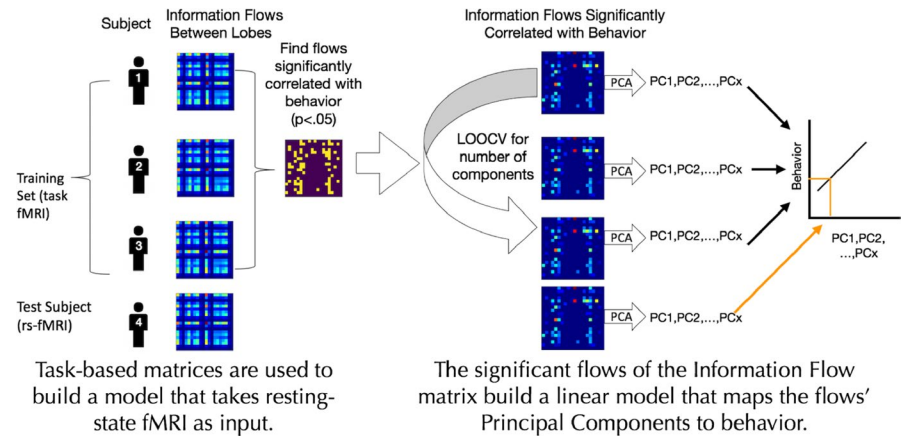 Subject
Information Flows
Between Lobes
Find flows
significantly
correlated with
behavior
(p<.05)
1
2
3
4
Training
Set (task
fMRI)
Test Subject
(rs-fMRI)
Task-based matrices are used to
build a model that takes resting-
state fMRI as input.
Information Flows Significantly
Correlated with Behavior
LOOCV for
number of
components
PCA
PC1,PC2,...,PCx
PCA
PC1,PC2,...,PCx
PCA
PC1,PC2,...,PCx
PCA
PC1,PC2,...,PCx
Behavior
PC1,PC2,
...,PCx
The significant flows of the Information Flow
matrix build a linear model that maps the flows’
Principal Components to behavior.